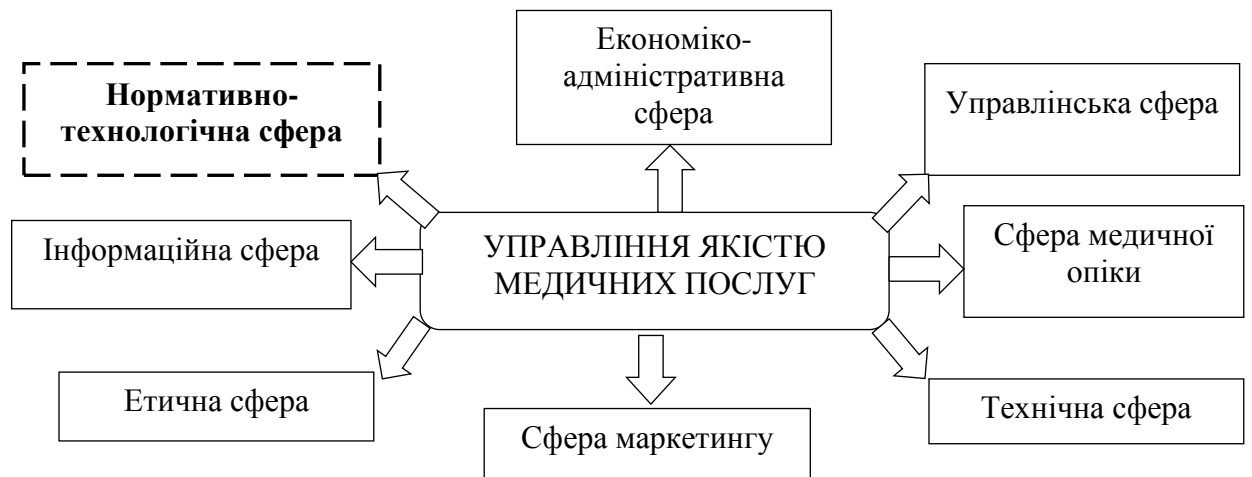 Економіко-
адміністративна
сфера
Нормативно-
технологічна сфера
Управлінська сфера
Інформаційна сфера
УПРАВЛІННЯ ЯКІСТЮ
МЕДИЧНИХ ПОСЛУГ
Сфера медичної
опіки
Етична сфера
Сфера маркетингу
Технічна сфера